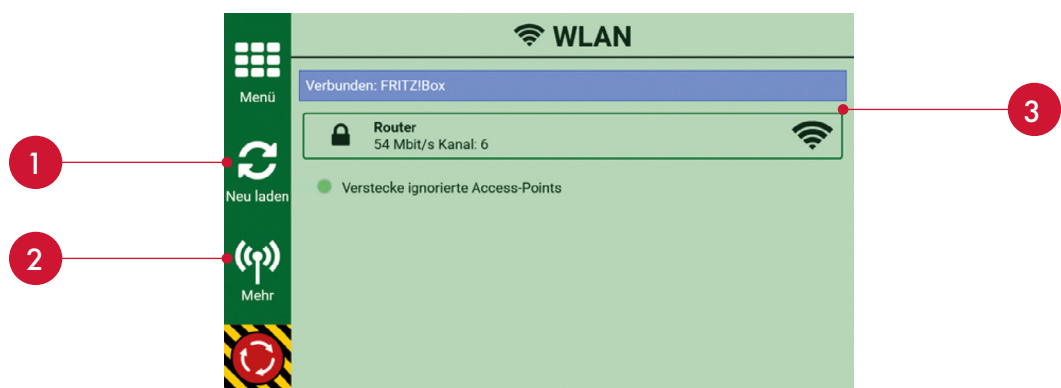 WLAN
Menü
Verbunden: FRITZ!Box
3
Router
54 Mbit/s Kanal: 6
1
Neu laden
Verstecke ignorierte Access-Points
2
Mehr